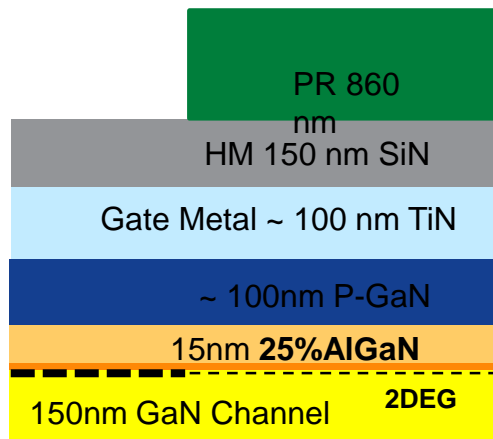 PR 860
nm
HM 150 nm SiN
Gate Metal ~ 100 nm TiN
~ 100nm P-GaN
15nm 25%AlGaN
2DEG
150nm GaN Channel